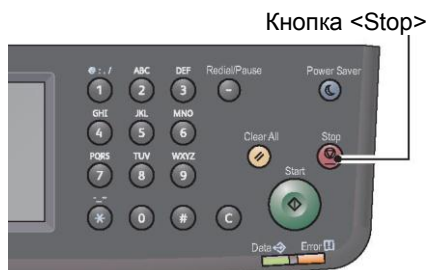 Кнопка <Stop>
@:./ ABC DEF Redial/Pause Power Saver
1 2 3 -
GHI JKL MNO
4 5 6 Clear All Stop
PQRS TUV WXYZ
7 8 9 Start
-_~
* 0 # C
Data Error